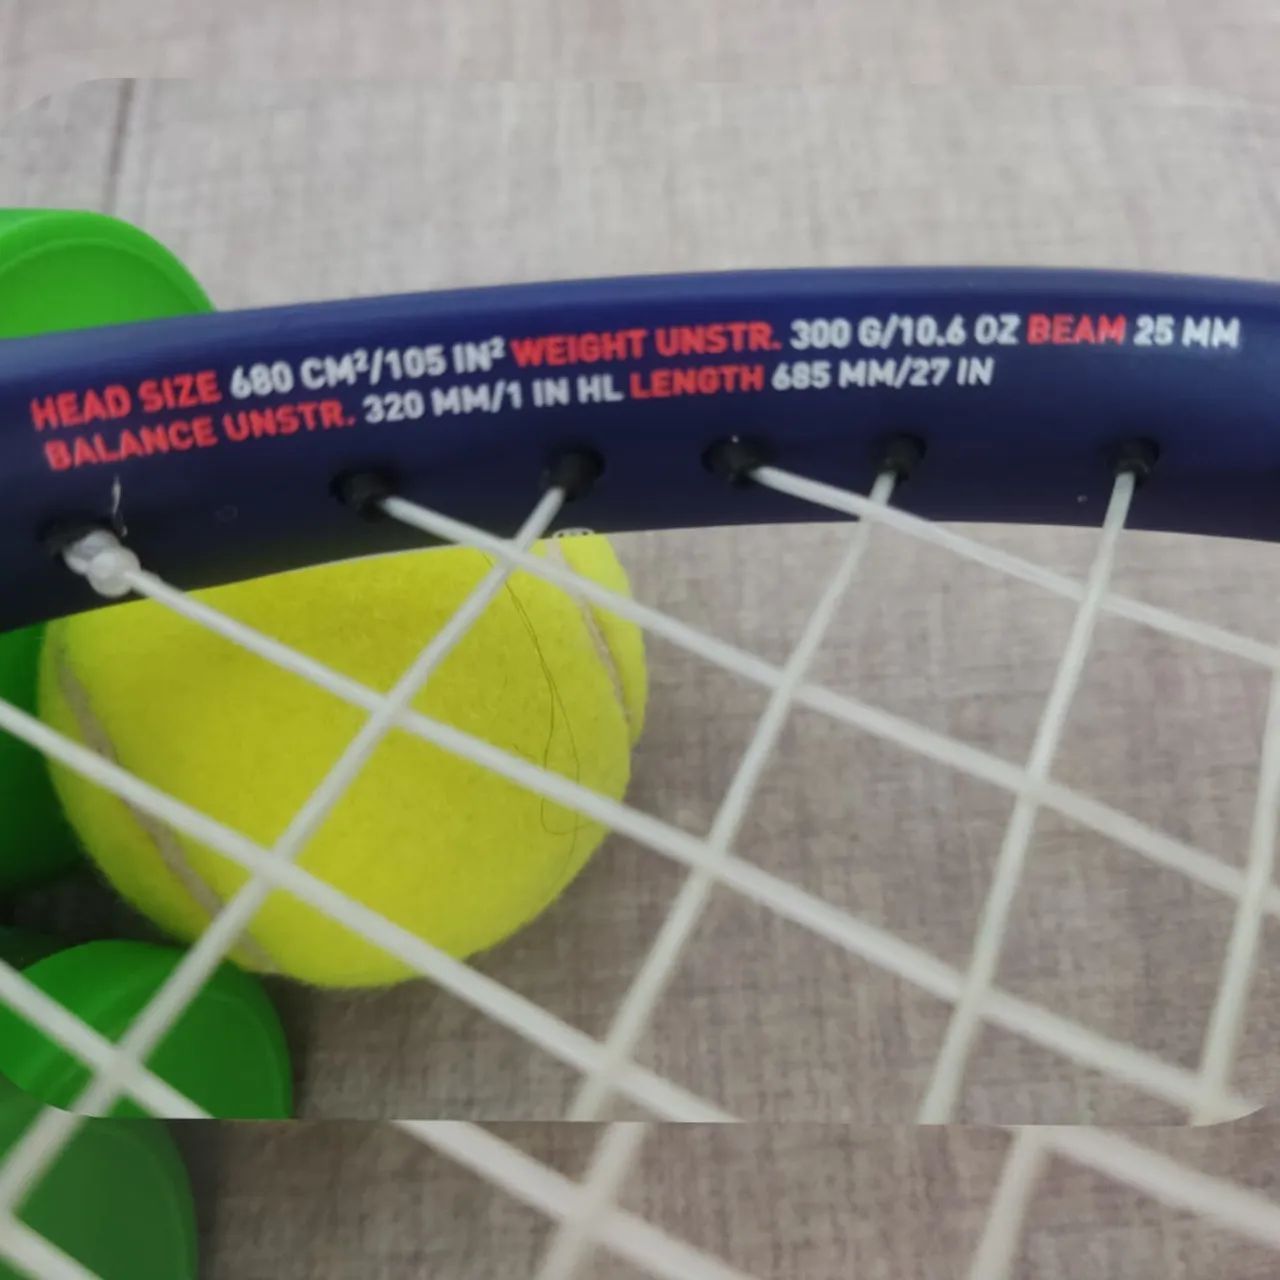 HEAD SIZE 680 CM²/105 IN² WEIGHT UNSTR. 300 G/10.6 OZ BEAM 25 MM
BALANCE UNSTR. 320 MM/1 IN HL LENGTH 685 MM/27 IN